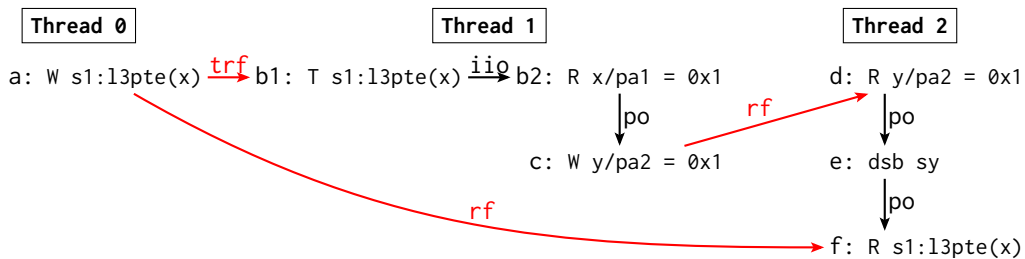 Thread 0 Thread 1 Thread 2
a: W s1:l3pte(x) trf b1: T s1:l3pte(x) iio b2: R x/pa1 = 0x1 d: R y/pa2 = 0x1
po rf po
c: W y/pa2 = 0x1 e: dsb sy
rf po
f: R s1:l3pte(x)